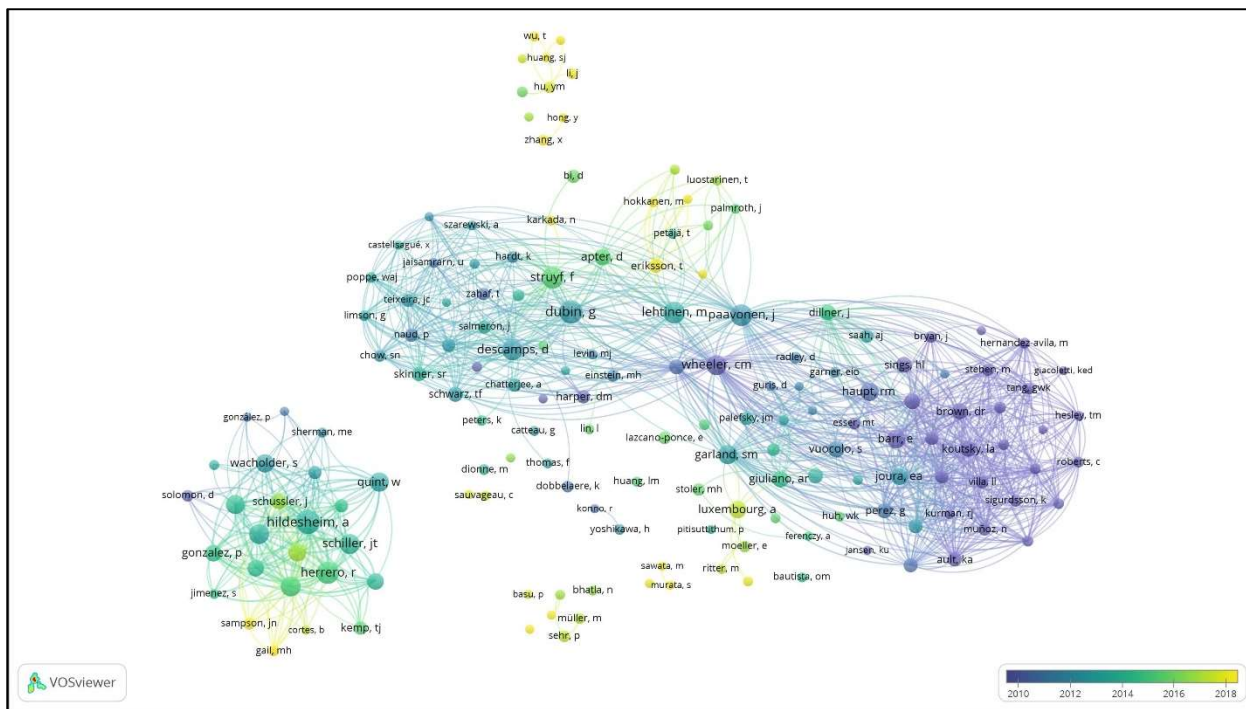 wu, t
huang, sj
li, j
hu, ym
hong, y
zhang, x
bi, d
luostarinen, t
hokkanen, m
palmroth, j
karkada, n
szarewski, a
petäjä, t
castellsagué, x
jaisamrarn, u
hardt, k
apter, d
eriksson, t
poppe, waj
struyf, f
zahaf, t
teixeira, jc
limson, g
salmerón, j
dubin, g
lehtinen, m
paavonen, j
dillner, j
naud, p
saah, aj
bryan, j
hernandez-avila, m
chow, sn
descamps, d
levin, mj
einstein, mh
wheeler, cm
radley, d
garner, eio
sings, hl
steben, m
giacoletti, ked
tang, gwk
skinner, sr
chatterjee, a
guris, d
haupt, rm
schwarz, tf
harper, dm
brown, dr
hesley, tm
gonzález, p
peters, k
catteau, g
lin, l
lazcano-ponce, e
palefsky, jm
esser, mt
barr, e
koutsky, la
sherman, me
wacholder, s
garland, sm
vuocolo, s
roberts, c
thomas, f
dionne, m
quint, w
huang, lm
giuliano, ar
joura, ea
villa, ll
sigurdsson, k
solomon, d
schussler, j
sauvageau, c
dobbelaere, k
stoler, mh
luxembourg, a
konno, r
perez, g
kurman, rj
hildesheim, a
huh, wk
muñoz, n
yoshikawa, h
pitisuttithum, p
ferenczy, a
schiller, jt
gonzalez, p
moeller, e
jansen, ku
ault, ka
herrero, r
sawata, m
ritter, m
murata, s
bautista, om
jimenez, s
basu, p
bhatla, n
sampson, jn
cortes, b
kemp, tj
müller, m
sehr, p
gail, mh
VOSviewer
2010 2012 2014 2016 2018